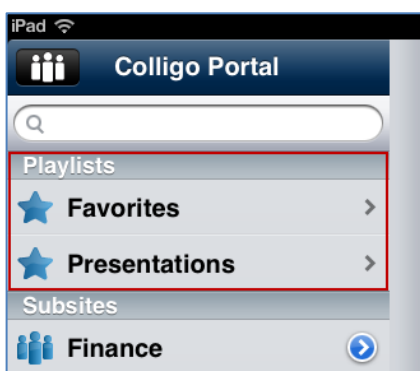 iPad
Colligo Portal
Playlists
Favorites
Presentations
Subsites
Finance